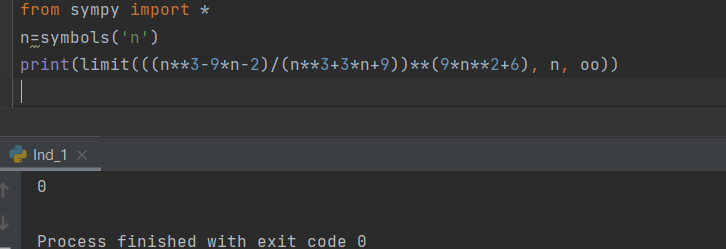 from sympy import *
n=symbols('n')
print(limit(((n**3-9*n-2)/(n**3+3*n+9))**(9*n**2+6), n, oo))
Ind_1
0
Process finished with exit code 0